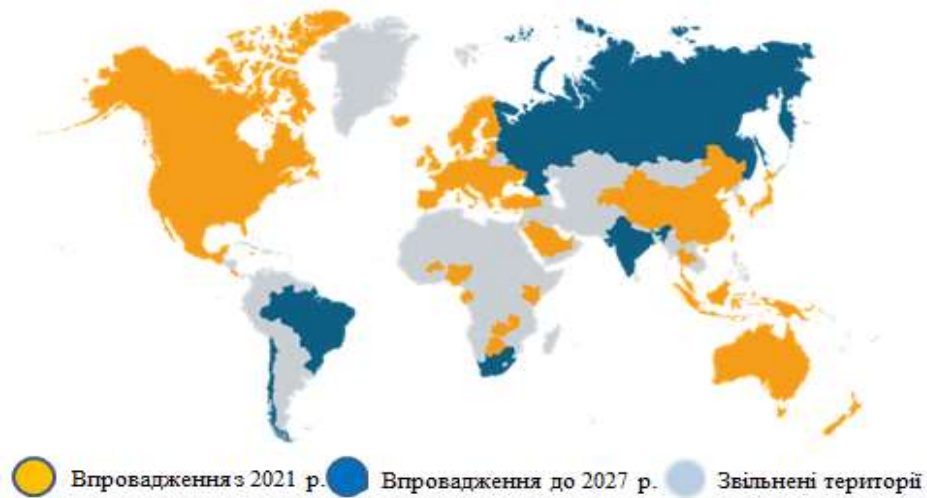 Впровадження з 2021 р. Впровадження до 2027 р. Звільнені території